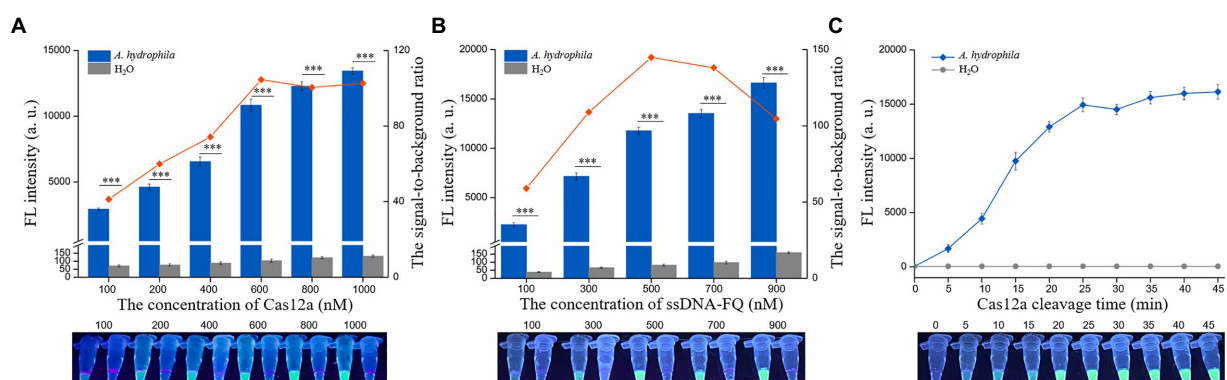 A
B
C
15000
10000
5000
150
100
50
0
FL intensity (a. u.)
A. hydrophila
H₂O
***
***
***
***
***
***
120
80
40
0
The signal-to-background ratio
100 200 400 600 800 1000
The concentration of Cas12a (nM)
100 200 400 600 800 1000
20000
15000
10000
5000
150
100
50
0
FL intensity (a. u.)
A. hydrophila
H₂O
***
***
***
***
***
150
100
50
0
The signal-to-background ratio
100 300 500 700 900
The concentration of ssDNA-FQ (nM)
100 300 500 700 900
20000
15000
10000
5000
0
FL intensity (a. u.)
A. hydrophila
H₂O
0 5 10 15 20 25 30 35 40 45
Cas12a cleavage time (min)
0 5 10 15 20 25 30 35 40 45